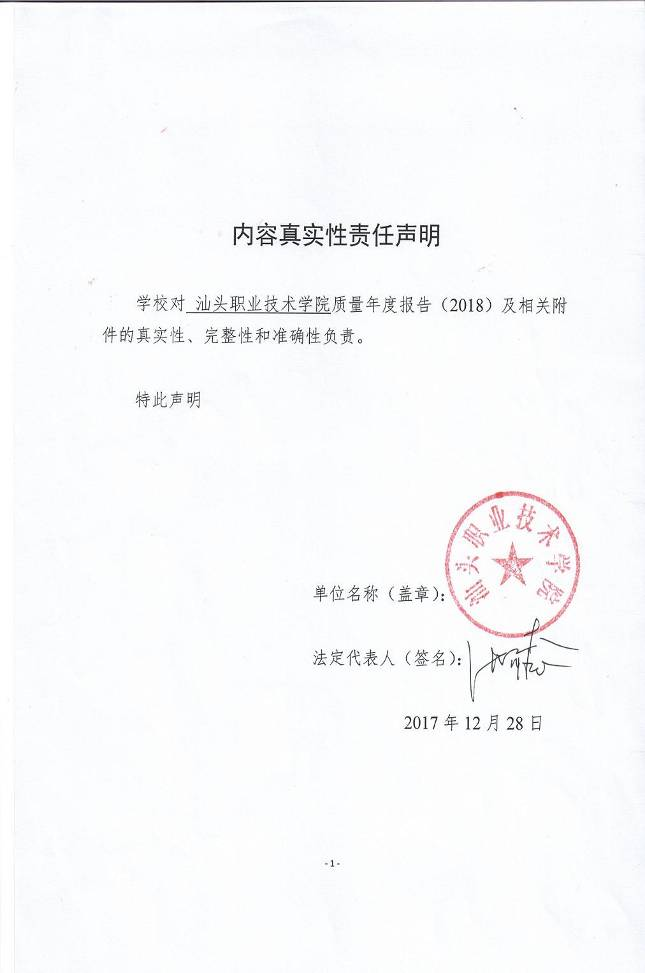 内容真实性责任声明
学校对 汕头职业技术学院质量年度报告（2018）及相关附
件的真实性、完整性和准确性负责。
特此声明
汕头职业技术学院
单位名称（盖章）：
法定代表人（签名）：
2017 年 12 月 28 日
- 1 -